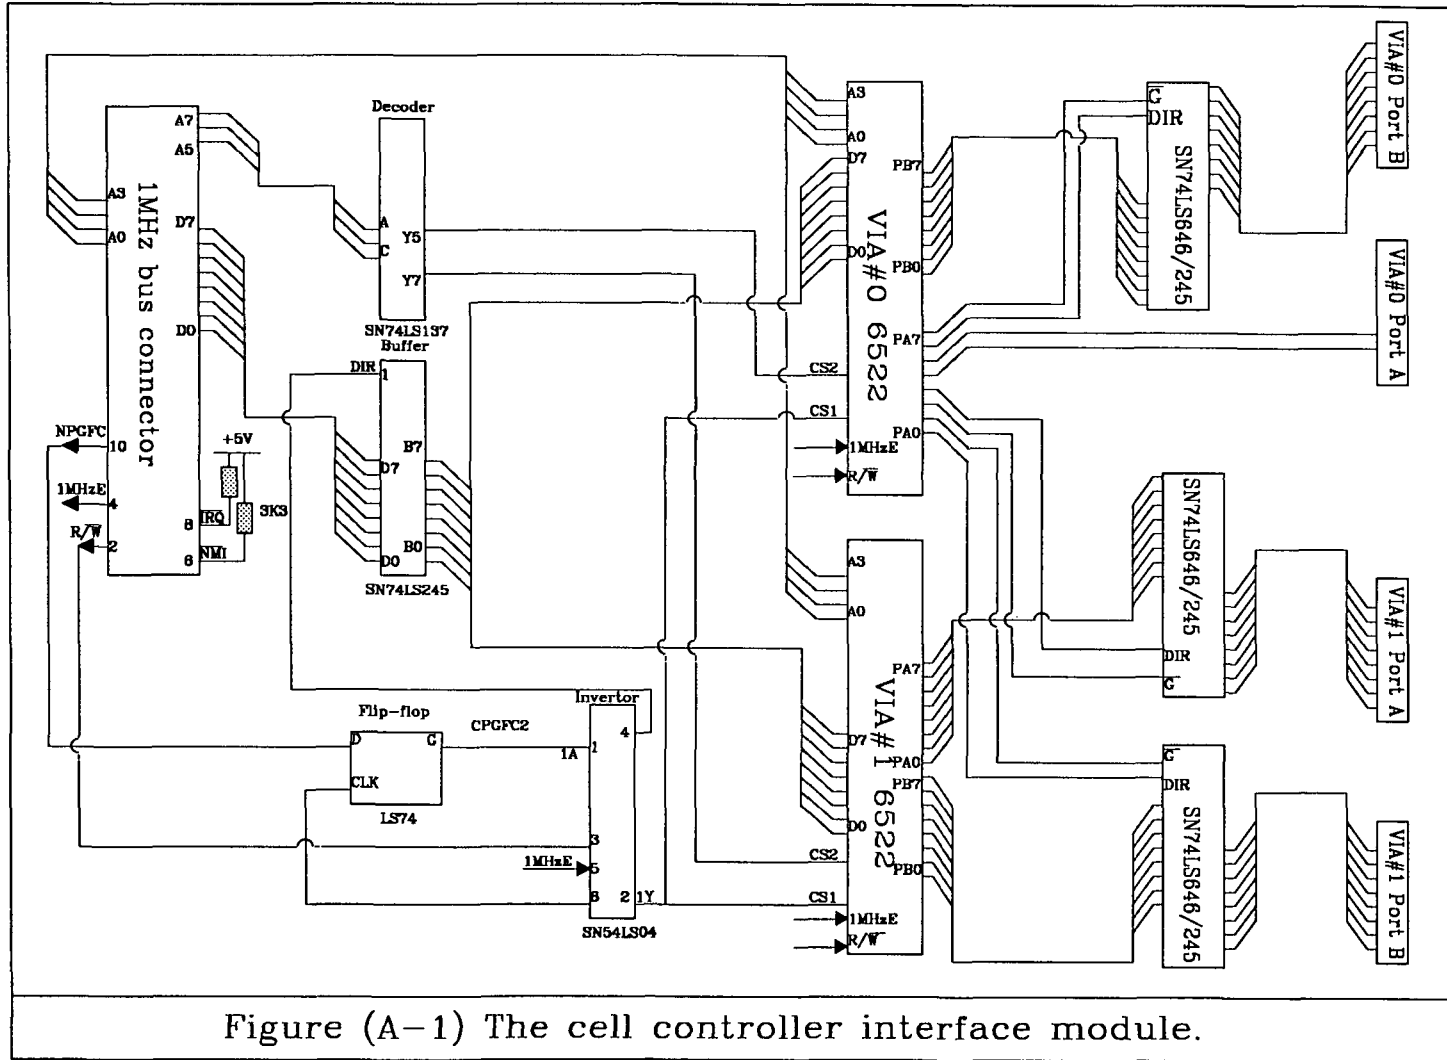 Decoder
A7
A5
A3
A0
D7
D0
1MHz bus connector
NPGFC
10
1MHzE
4
R/W
2
+5V
8
IRQ
3K3
6
NMI
A
C
Y5
Y7
SN74LS137
Buffer
DIR
1
D7
D0
B7
B0
SN74LS245
Flip-flop
D
G
CLK
LS74
CPGFC2
Invertor
1A
1
4
3
1MHzE
5
6
2
1Y
SN54LS04
A3
A0
D7
D0
CS2
CS1
1MHzE
R/W
VIA#0 6522
PB7
PB0
PA7
PA0
A3
A0
D7
D0
CS2
CS1
1MHzE
R/W
VIA#1 6522
PA7
PA0
PB7
PB0
G
DIR
SN74LS646/245
SN74LS646/245
DIR
G
G
DIR
SN74LS646/245
VIA#0 Port B
VIA#0 Port A
VIA#1 Port A
VIA#1 Port B
Figure (A-1) The cell controller interface module.